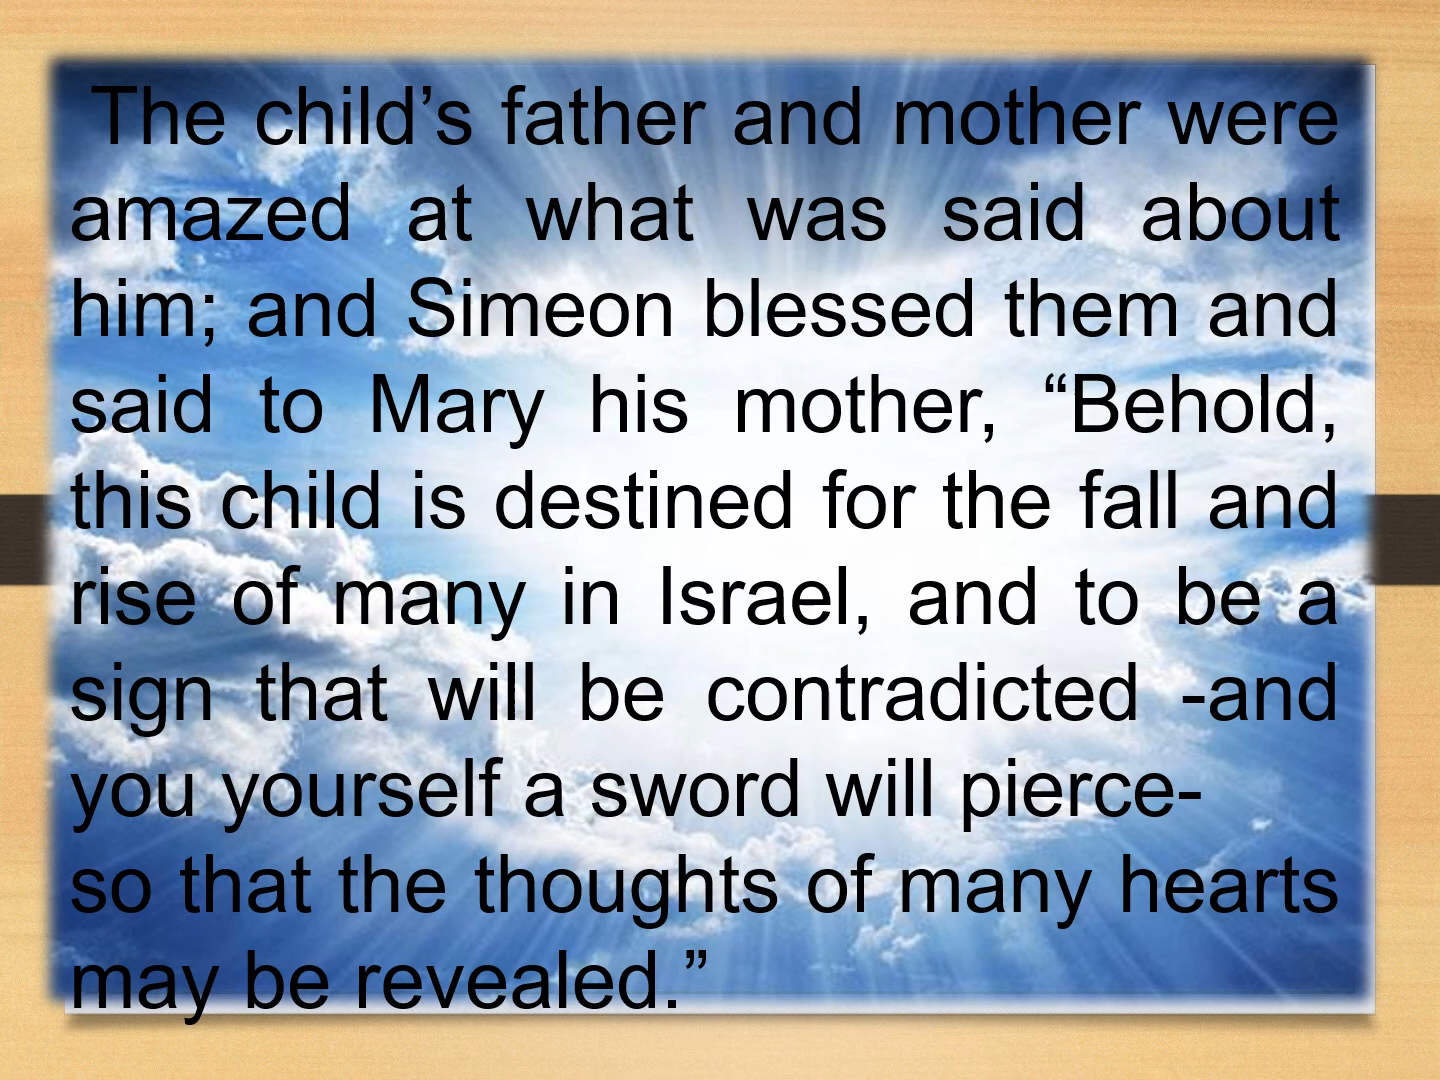 The child’s father and mother were
amazed at what was said about
him; and Simeon blessed them and
said to Mary his mother, “Behold,
this child is destined for the fall and
rise of many in Israel, and to be a
sign that will be contradicted -and
you yourself a sword will pierce-
so that the thoughts of many hearts
may be revealed.”